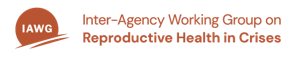 IAWG
Inter-Agency Working Group on
Reproductive Health in Crises